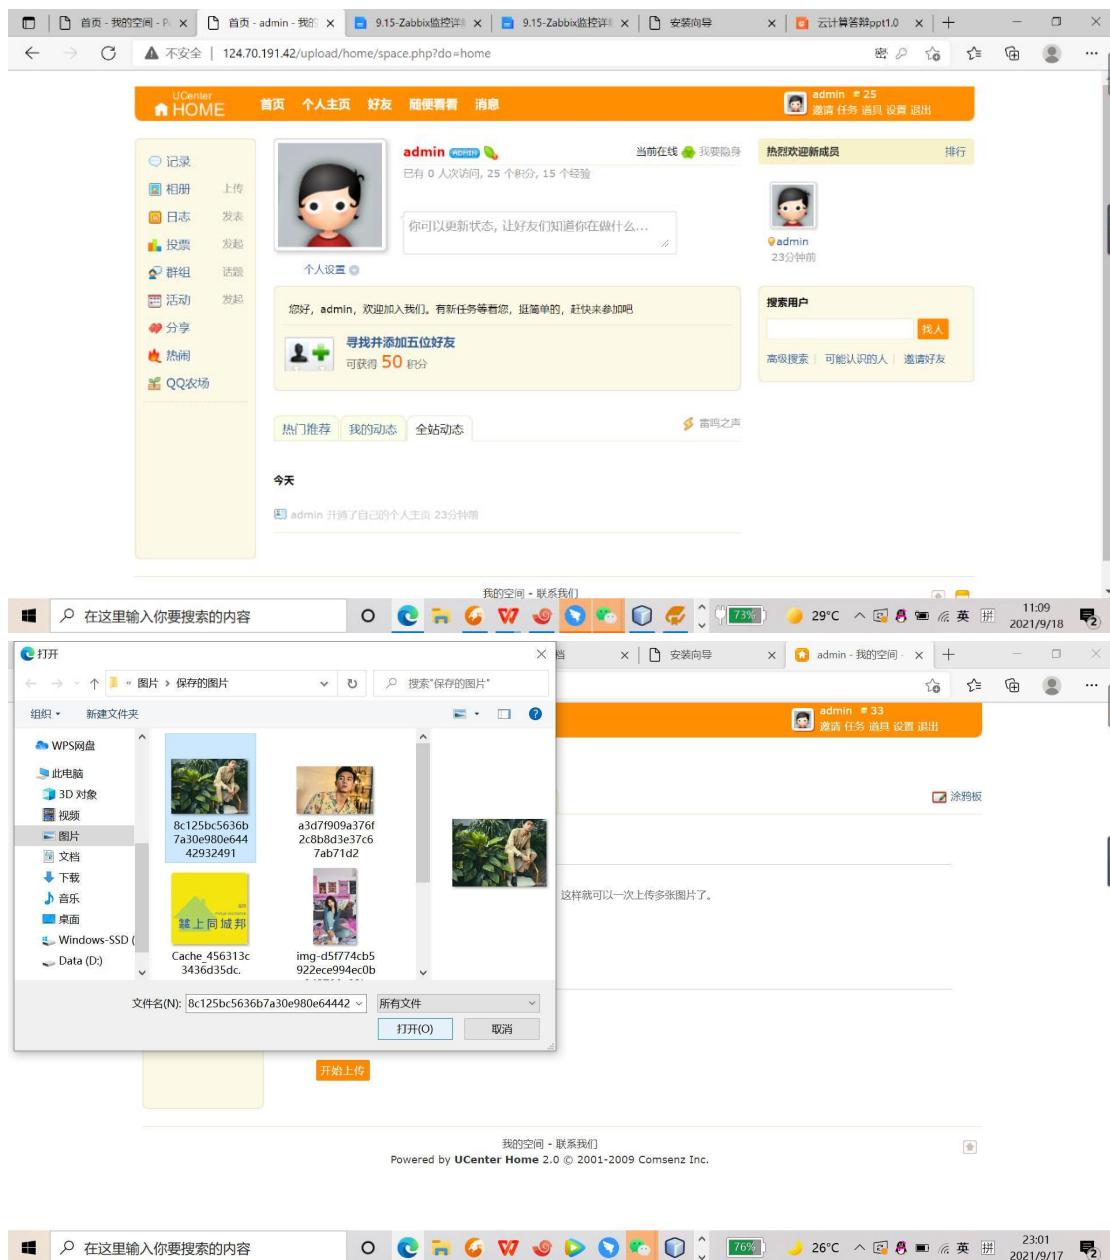 首页 - 我的空间 - P
首页 - admin - 我的
9.15-Zabbix监控详
9.15-Zabbix监控详
安装向导
云计算答辩ppt1.0
不安全 | 124.70.191.42/upload/home/space.php?do=home
UCenter
HOME
首页 个人主页 好友 随便看看 消息
admin 25
邀请 任务 道具 设置 退出
记录
相册 上传
日志 发表
投票 发起
群组 话题
活动 发起
分享
热闹
QQ农场
admin ADMIN
当前在线 我要隐身
已有 0 人次访问, 25 个积分, 15 个经验
你可以更新状态, 让好友们知道你在做什么...
个人设置
您好, admin, 欢迎加入我们。有新任务等着您, 挺简单的, 赶快来参加吧
寻找并添加五位好友
可获得 50 积分
热门推荐 我的动态 全站动态
雷鸣之声
今天
admin 开通了自己的个人主页 23分钟前
热烈欢迎新成员 排行
admin
23分钟前
搜索用户
找人
高级搜索 | 可能认识的人 | 邀请好友
我的空间 - 联系我们
在这里输入你要搜索的内容
73%
29°C
英
拼
11:09
2021/9/18
2
打开
档
安装向导
admin - 我的空间 -
« 图片 › 保存的图片
搜索"保存的图片"
组织 新建文件夹
WPS网盘
此电脑
3D 对象
视频
图片
文档
下载
音乐
桌面
Windows-SSD (
Data (D:)
8c125bc5636b
7a30e980e644
42932491
a3d7f909a376f
2c8b8d3e37c6
7ab71d2
掌上同城邦
Cache_456313c
3436d35dc.
img-d5f774cb5
922ece994ec0b
文件名(N): 8c125bc5636b7a30e980e64442
所有文件
打开(O) 取消
admin 33
邀请 任务 道具 设置 退出
涂鸦板
这样就可以一次上传多张图片了。
开始上传
我的空间 - 联系我们
Powered by UCenter Home 2.0 © 2001-2009 Comsenz Inc.
在这里输入你要搜索的内容
76%
26°C
英
拼
23:01
2021/9/17